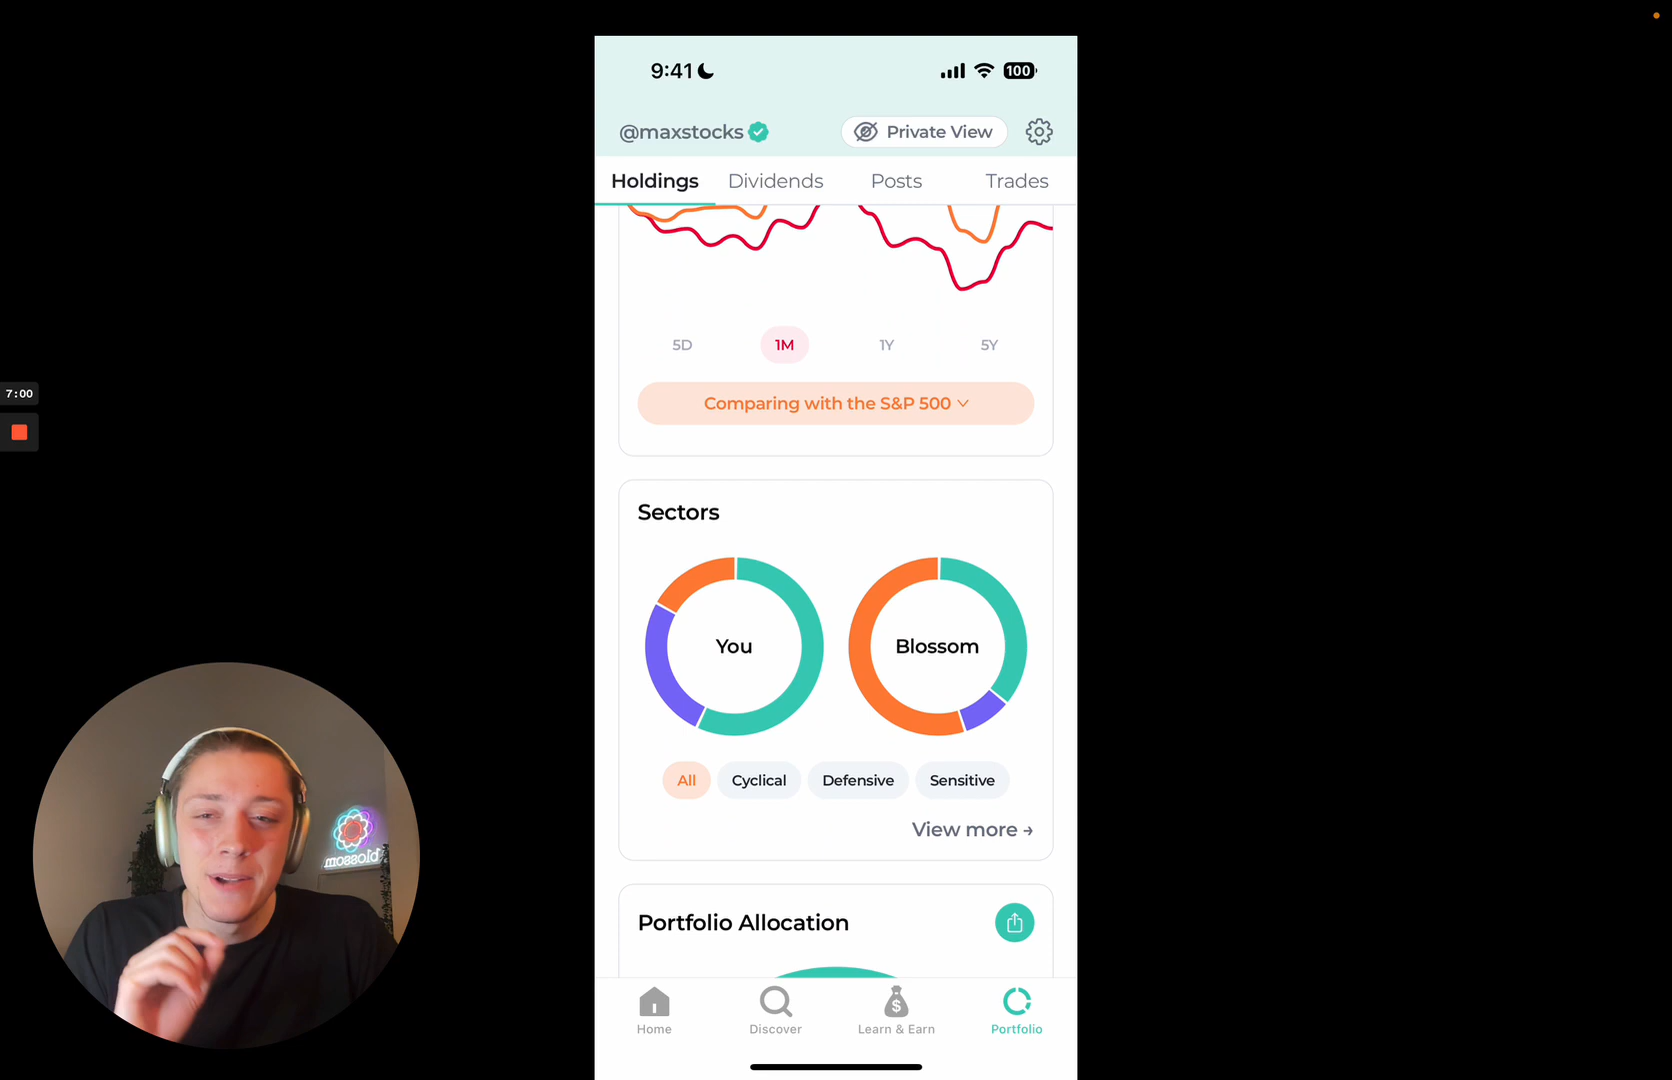 9:41
100
@maxstocks
Private View
Holdings
Dividends
Posts
Trades
7:00
5D
1M
1Y
5Y
Comparing with the S&P 500
Sectors
You
Blossom
All
Cyclical
Defensive
Sensitive
View more →
blossom
Portfolio Allocation
Home
Discover
Learn & Earn
Portfolio